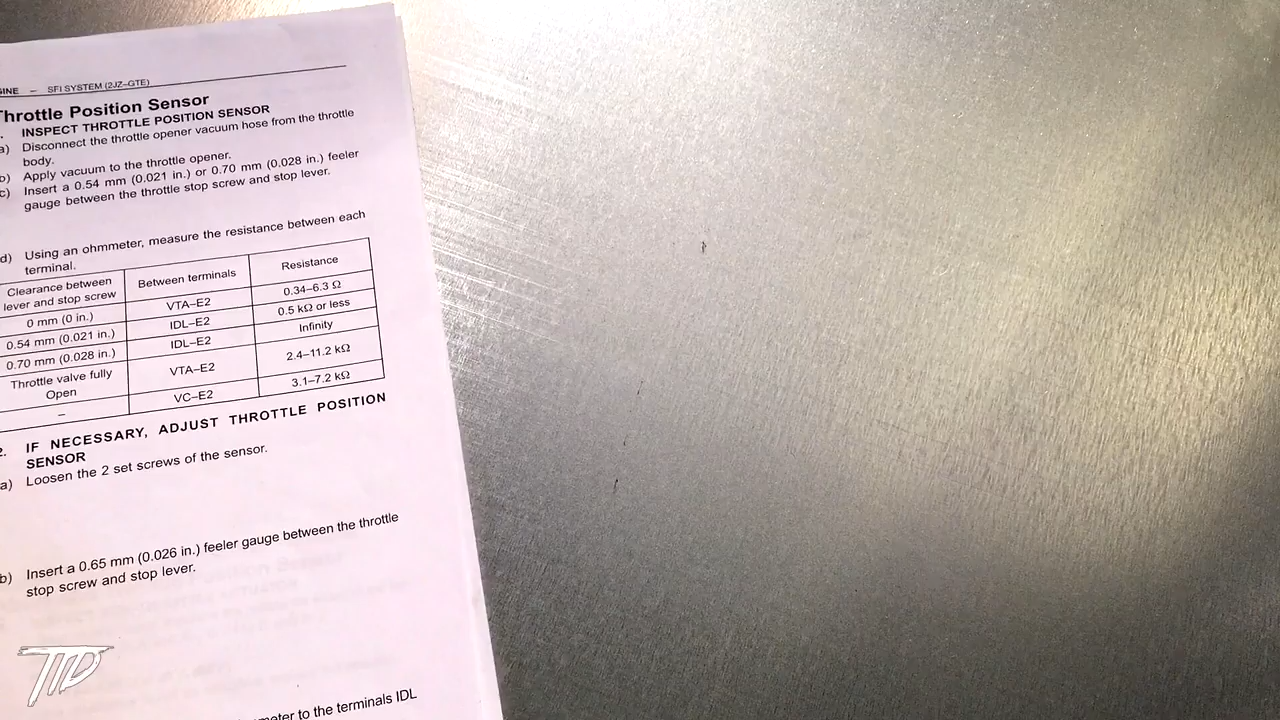 GINE – SFI SYSTEM (2JZ–GTE)
Throttle Position Sensor
. INSPECT THROTTLE POSITION SENSOR
a) Disconnect the throttle opener vacuum hose from the throttle
body.
b) Apply vacuum to the throttle opener.
c) Insert a 0.54 mm (0.021 in.) or 0.70 mm (0.028 in.) feeler
gauge between the throttle stop screw and stop lever.
d) Using an ohmmeter, measure the resistance between each
terminal.
Clearance between
lever and stop screw
Between terminals
Resistance
0 mm (0 in.) VTA–E2 0.34–6.3 Ω
0.54 mm (0.021 in.) IDL–E2 0.5 kΩ or less
0.70 mm (0.028 in.) IDL–E2 Infinity
Throttle valve fully
Open
VTA–E2 2.4–11.2 kΩ
– VC–E2 3.1–7.2 kΩ
2. IF NECESSARY, ADJUST THROTTLE POSITION
SENSOR
a) Loosen the 2 set screws of the sensor.
b) Insert a 0.65 mm (0.026 in.) feeler gauge between the throttle
stop screw and stop lever.
meter to the terminals IDL
TTD